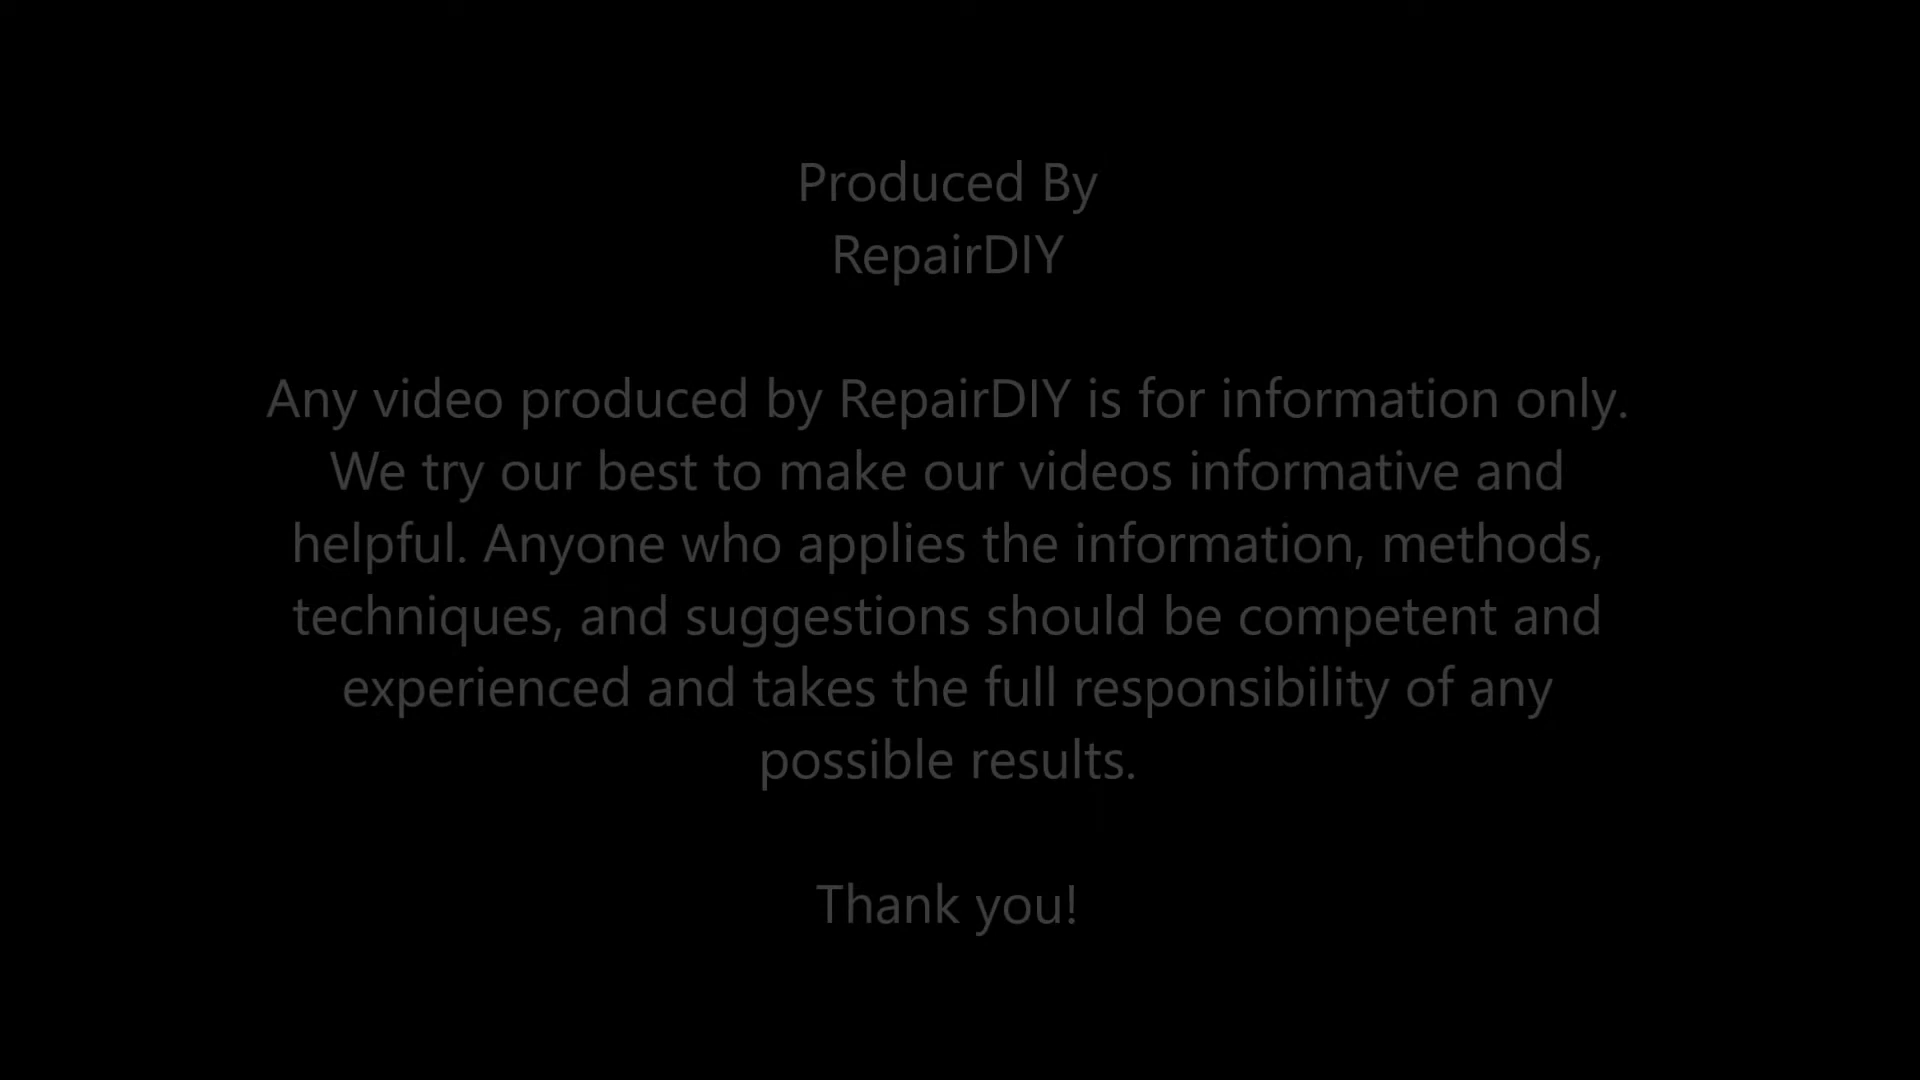 Produced By
RepairDIY
Any video produced by RepairDIY is for information only.
We try our best to make our videos informative and
helpful. Anyone who applies the information, methods,
techniques, and suggestions should be competent and
experienced and takes the full responsibility of any
possible results.
Thank you!